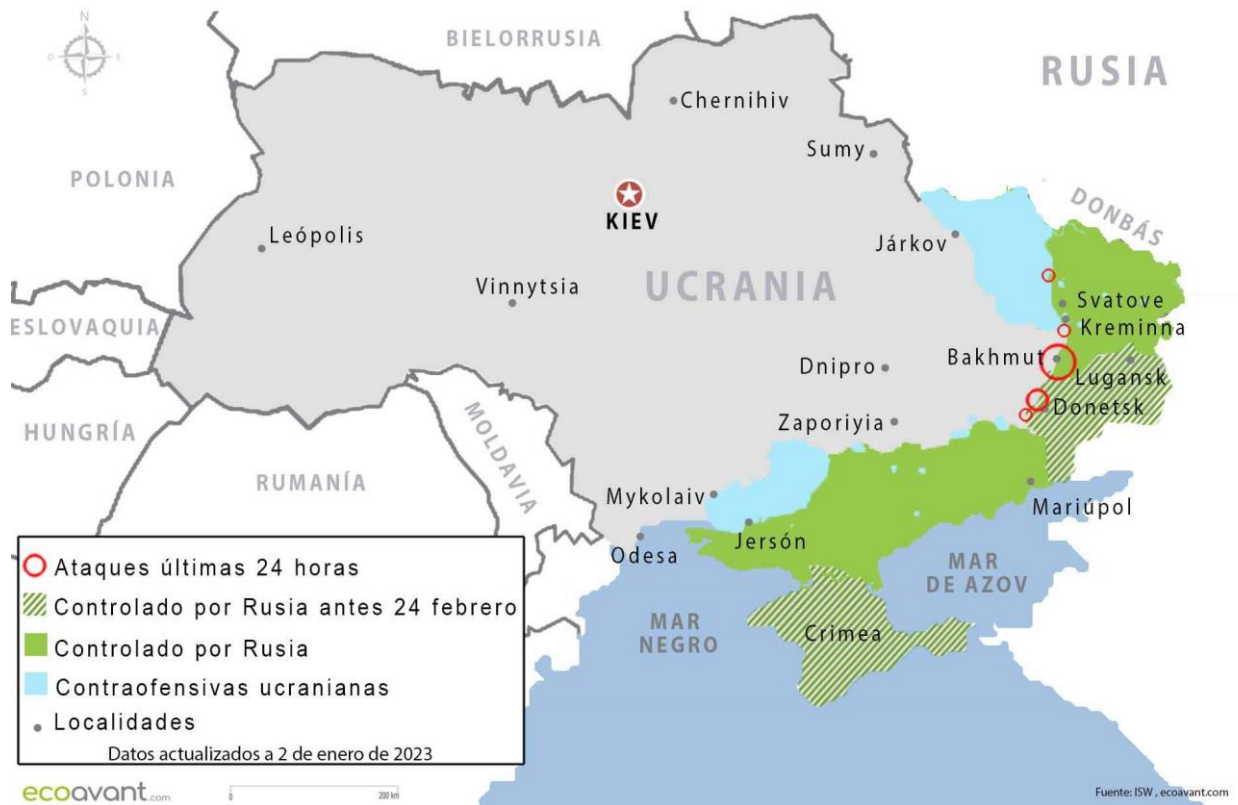 N
O
E
S
BIELORRUSIA
RUSIA
Chernihiv
Sumy
POLONIA
KIEV
DONBÁS
Leópolis
Járkov
UCRANIA
Vinnytsia
Svatove
ESLOVAQUIA
Kreminna
Bakhmut
Dnipro
Lugansk
Donetsk
HUNGRÍA
MOLDAVIA
Zaporiyia
RUMANÍA
Mykolaiv
Mariúpol
Jersón
Odesa
MAR
DE AZOV
MAR
NEGRO
Crimea
Ataques últimas 24 horas
Controlado por Rusia antes 24 febrero
Controlado por Rusia
Contraofensivas ucranianas
Localidades
Datos actualizados a 2 de enero de 2023
ecoavant.com
0
200 km
Fuente: ISW , ecoavant.com